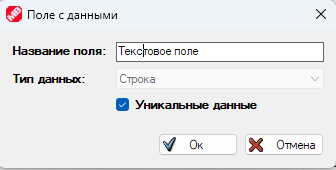 Поле с данными
Название поля: Текстовое поле
Тип данных: Строка
Уникальные данные
Ок Отмена